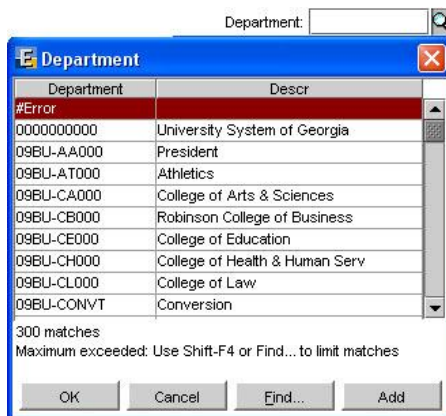 Department:
Department
Department Descr
#Error
0000000000 University System of Georgia
09BU-AA000 President
09BU-AT000 Athletics
09BU-CA000 College of Arts & Sciences
09BU-CB000 Robinson College of Business
09BU-CE000 College of Education
09BU-CH000 College of Health & Human Serv
09BU-CL000 College of Law
09BU-CONVT Conversion
300 matches
Maximum exceeded: Use Shift-F4 or Find... to limit matches
OK Cancel Find... Add